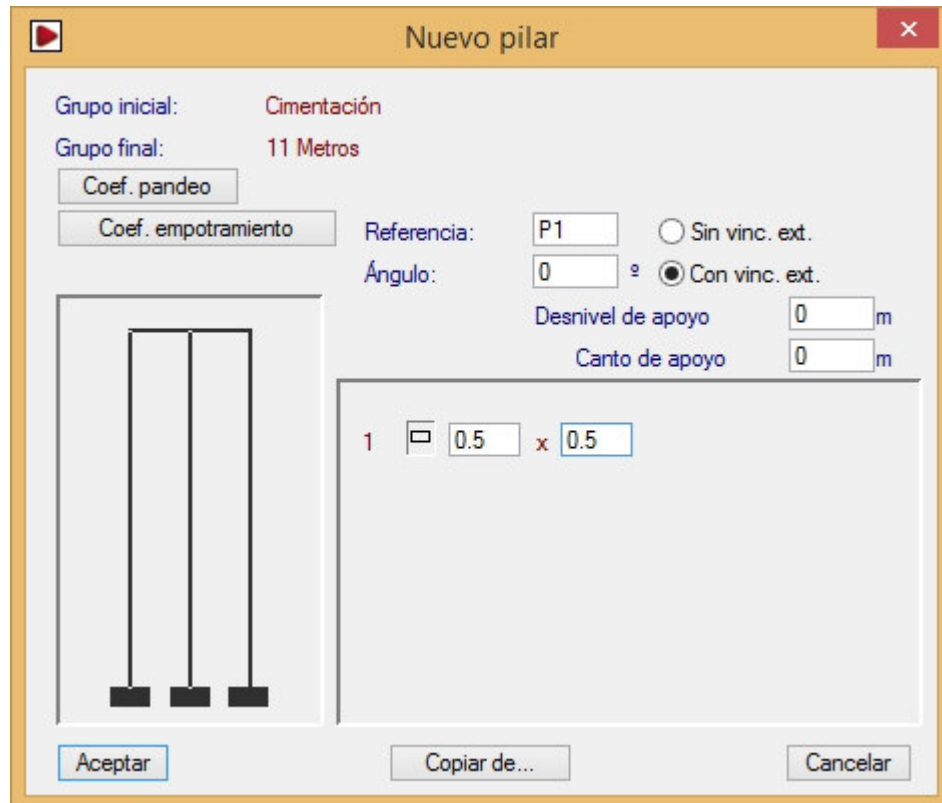 Nuevo pilar
Grupo inicial: Cimentación
Grupo final: 11 Metros
Coef. pandeo
Coef. empotramiento
Referencia: P1 Sin vinc. ext.
Ángulo: 0 º Con vinc. ext.
Desnivel de apoyo 0 m
Canto de apoyo 0 m
1 0.5 x 0.5
Aceptar Copiar de... Cancelar